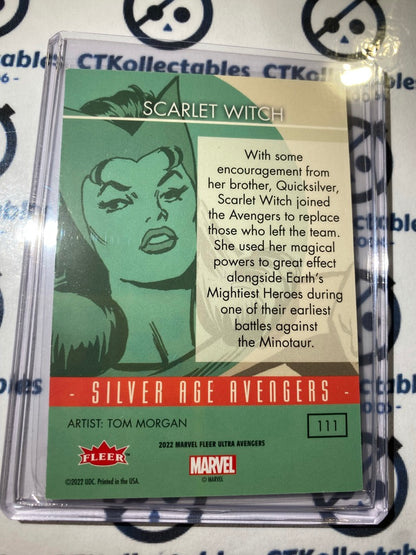 CTKollectables CTKollectables
SCARLET WITCH
With some
encouragement from
her brother, Quicksilver,
Scarlet Witch joined
the Avengers to replace
those who left the team.
She used her magical
powers to great effect
alongside Earth's
Mightiest Heroes during
one of their earliest
battles against
the Minotaur.
- SILVER AGE AVENGERS -
ARTIST: TOM MORGAN
111
2022 MARVEL FLEER ULTRA AVENGERS
FLEER
MARVEL
©2022 UDC. Printed in the USA.
© MARVEL